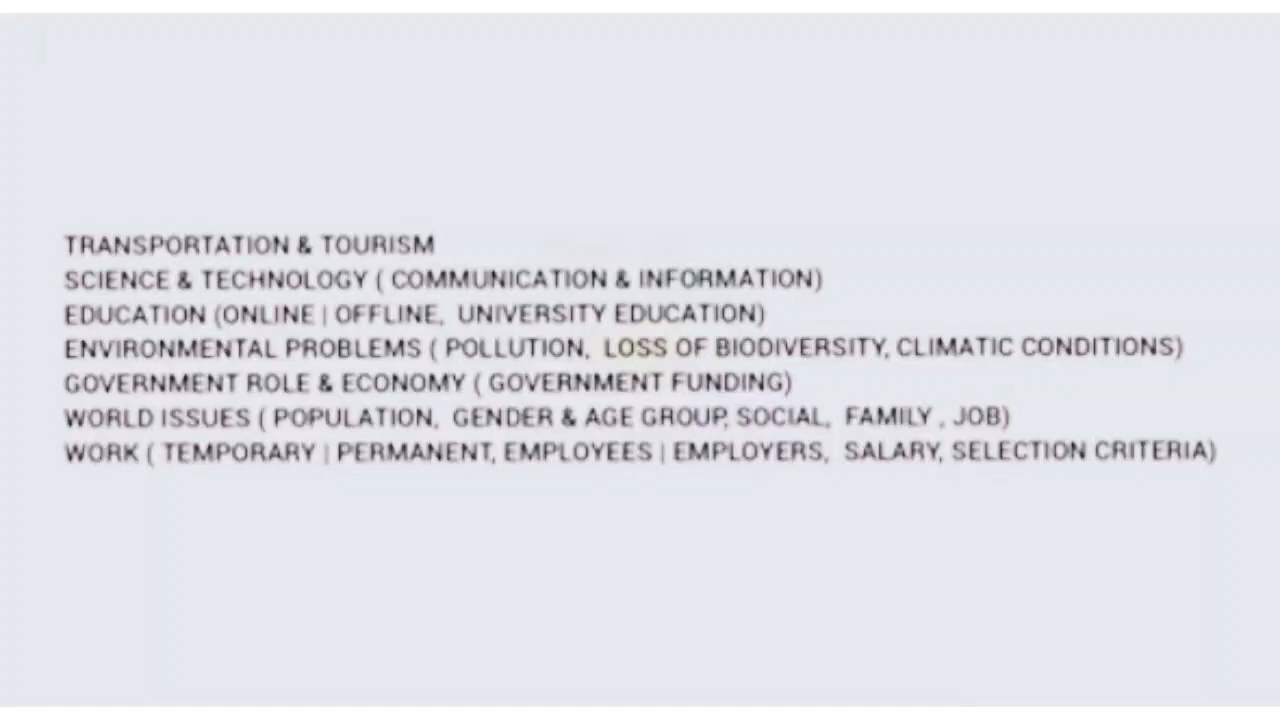 TRANSPORTATION & TOURISM
SCIENCE & TECHNOLOGY ( COMMUNICATION & INFORMATION)
EDUCATION (ONLINE | OFFLINE, UNIVERSITY EDUCATION)
ENVIRONMENTAL PROBLEMS ( POLLUTION, LOSS OF BIODIVERSITY, CLIMATIC CONDITIONS)
GOVERNMENT ROLE & ECONOMY ( GOVERNMENT FUNDING)
WORLD ISSUES ( POPULATION, GENDER & AGE GROUP, SOCIAL, FAMILY , JOB)
WORK ( TEMPORARY | PERMANENT, EMPLOYEES | EMPLOYERS, SALARY, SELECTION CRITERIA)